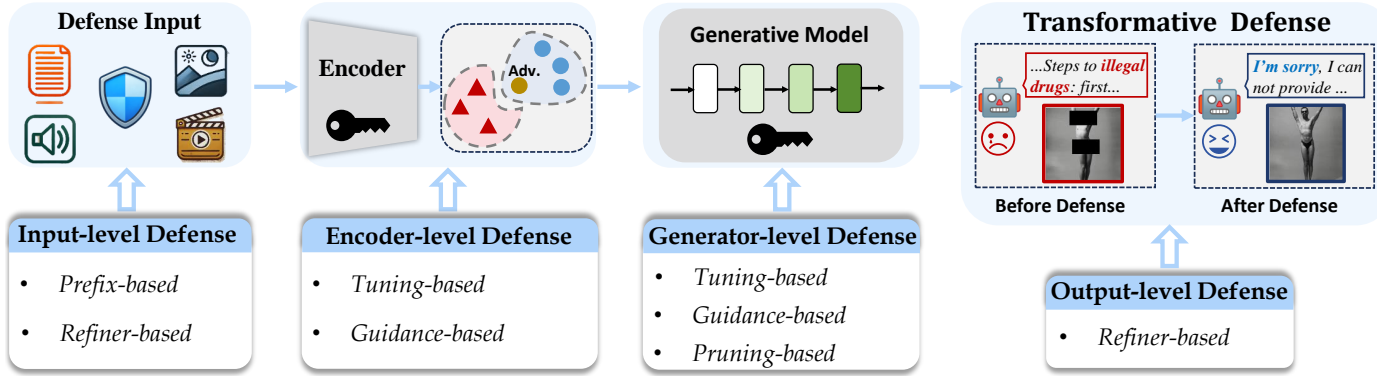 Defense Input
Encoder
Adv.
Generative Model
Transformative Defense
...Steps to illegal
drugs: first...
I'm sorry, I can
not provide ...
Before Defense
After Defense
Input-level Defense
• Prefix-based
• Refiner-based
Encoder-level Defense
• Tuning-based
• Guidance-based
Generator-level Defense
• Tuning-based
• Guidance-based
• Pruning-based
Output-level Defense
• Refiner-based